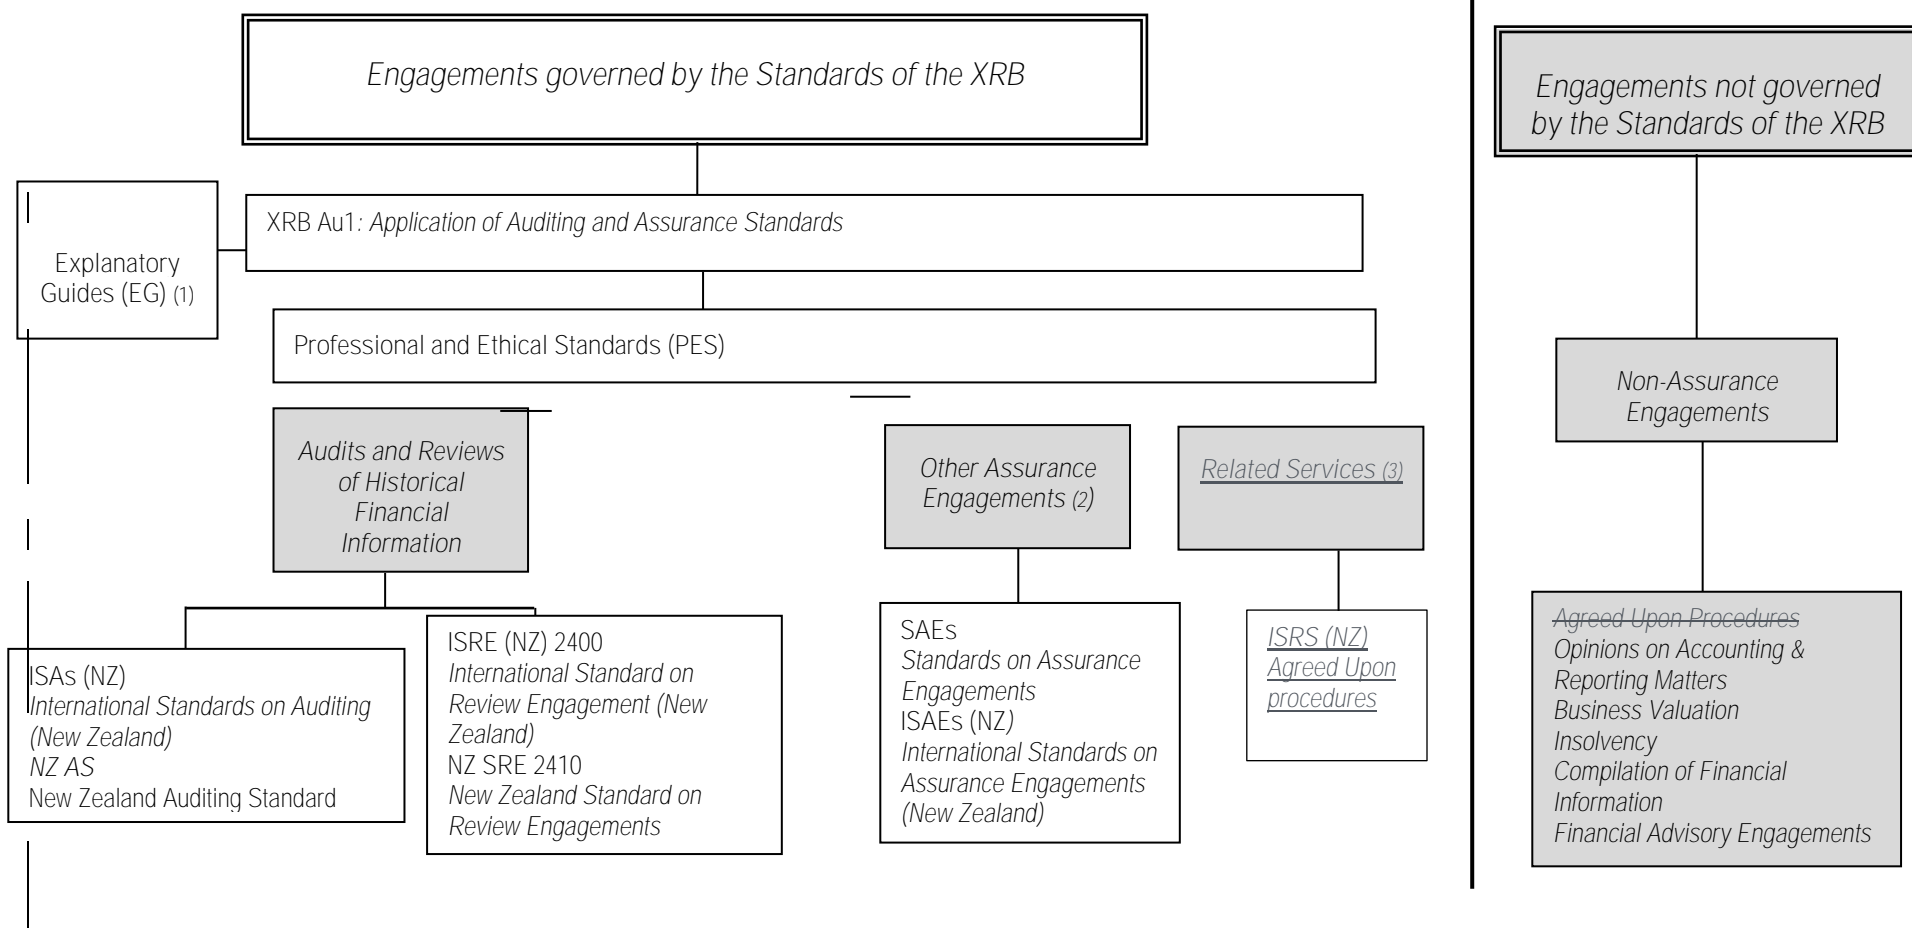 Engagements governed by the Standards of the XRB
Engagements not governed
by the Standards of the XRB
XRB Au1: Application of Auditing and Assurance Standards
Explanatory
Guides (EG) (1)
Professional and Ethical Standards (PES)
Audits and Reviews
of Historical
Financial
Information
Other Assurance
Engagements (2)
Related Services (3)
Non-Assurance
Engagements
ISAs (NZ)
International Standards on Auditing
(New Zealand)
NZ AS
New Zealand Auditing Standard
ISRE (NZ) 2400
International Standard on
Review Engagement (New
Zealand)
NZ SRE 2410
New Zealand Standard on
Review Engagements
SAEs
Standards on Assurance
Engagements
ISAEs (NZ)
International Standards on
Assurance Engagements
(New Zealand)
ISRS (NZ)
Agreed Upon
procedures
Agreed Upon Procedures
Opinions on Accounting &
Reporting Matters
Business Valuation
Insolvency
Compilation of Financial
Information
Financial Advisory Engagements